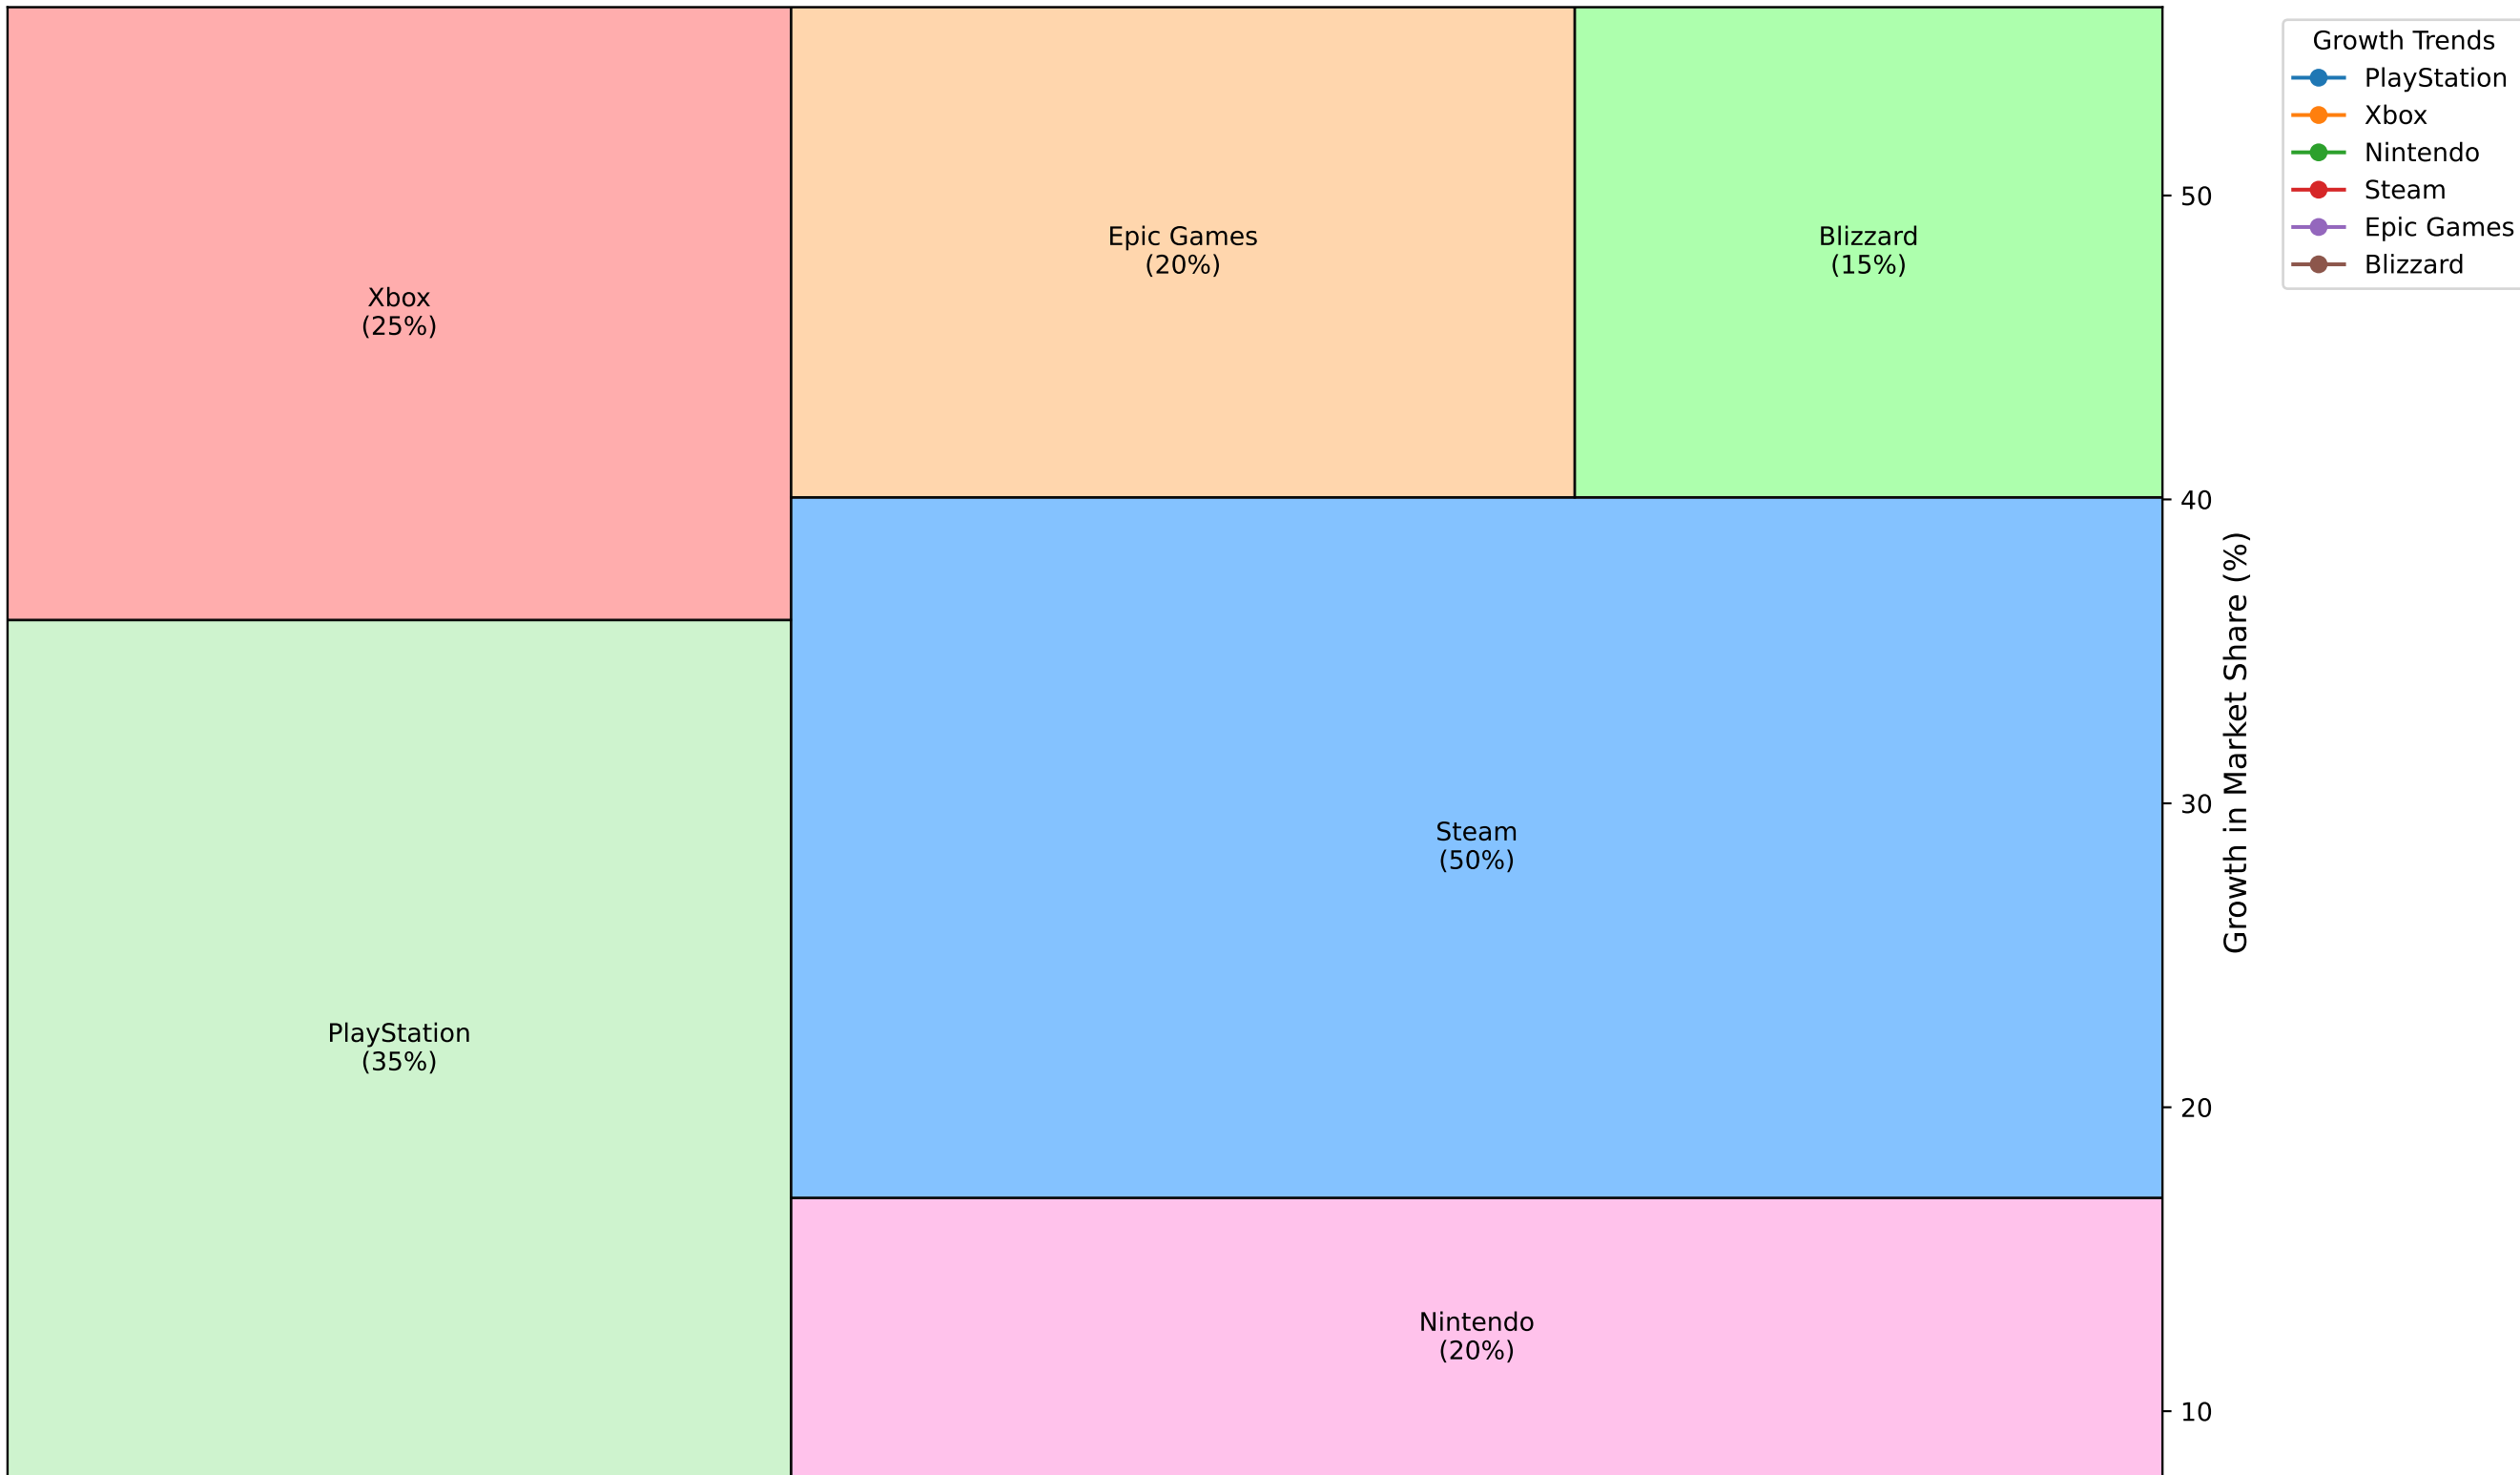 Xbox
(25%)
Epic Games
(20%)
Blizzard
(15%)
PlayStation
(35%)
Steam
(50%)
Nintendo
(20%)
50
40
30
20
10
Growth in Market Share (%)
Growth Trends
PlayStation
Xbox
Nintendo
Steam
Epic Games
Blizzard